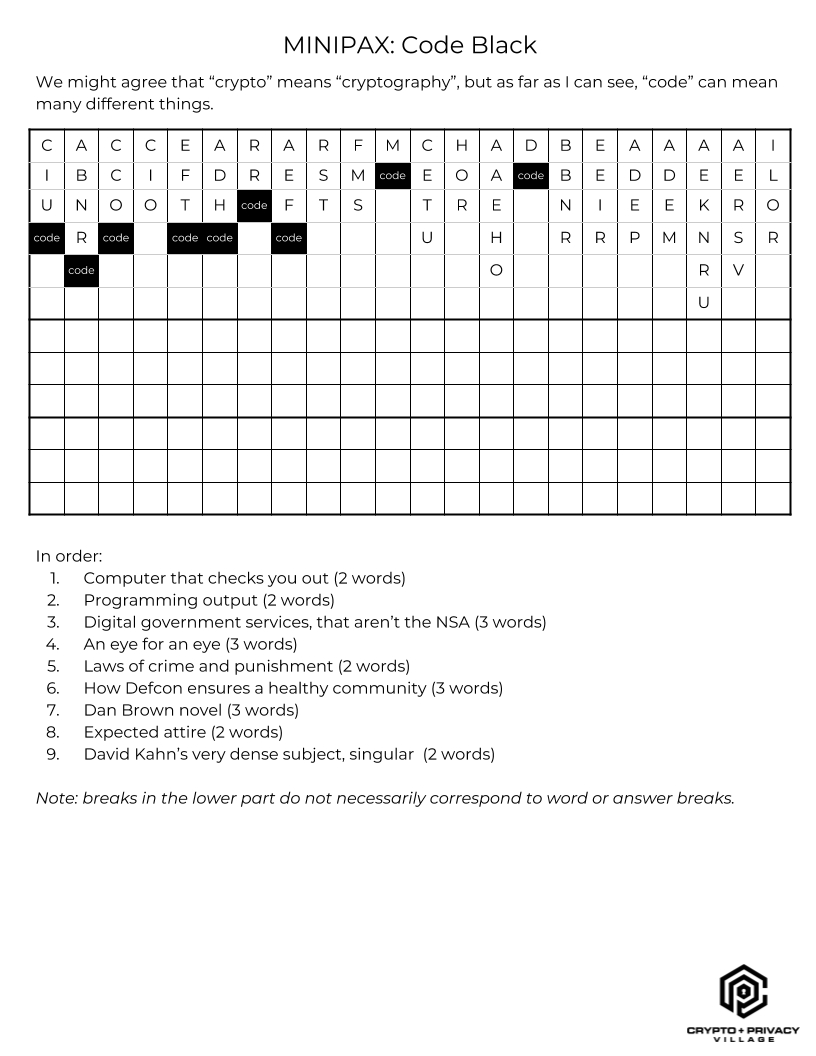 MINIPAX: Code Black
We might agree that “crypto” means “cryptography”, but as far as I can see, “code” can mean
many different things.
C A C C E A R A R F M C H A D B E A A A A I
I B C I F D R E S M code E O A code B E D D E E L
U N O O T H code F T S T R E N I E E K R O
code R code code code code U H R R P M N S R
code O R V
U
In order:
1. Computer that checks you out (2 words)
2. Programming output (2 words)
3. Digital government services, that aren’t the NSA (3 words)
4. An eye for an eye (3 words)
5. Laws of crime and punishment (2 words)
6. How Defcon ensures a healthy community (3 words)
7. Dan Brown novel (3 words)
8. Expected attire (2 words)
9. David Kahn’s very dense subject, singular (2 words)
Note: breaks in the lower part do not necessarily correspond to word or answer breaks.
CRYPTO + PRIVACY
VILLAGE